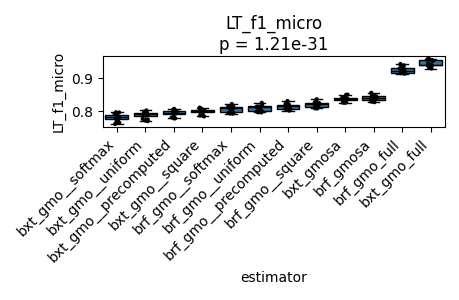 LT_f1_micro
p = 1.21e-31
LT_f1_micro
0.9
0.8
bxt_gmo__softmax
bxt_gmo__uniform
bxt_gmo__precomputed
bxt_gmo__square
brf_gmo__softmax
brf_gmo__uniform
brf_gmo__precomputed
brf_gmo__square
bxt_gmosa
brf_gmosa
brf_gmo_full
bxt_gmo_full
estimator